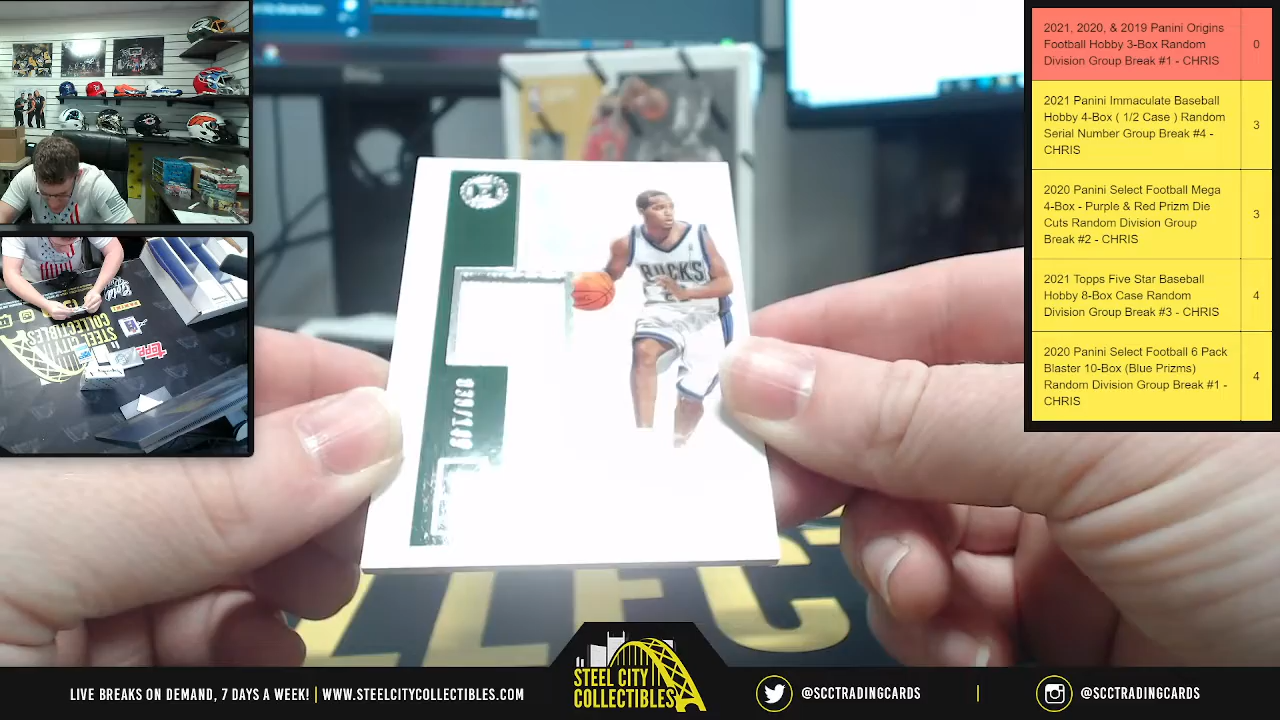 2021, 2020, & 2019 Panini Origins
Football Hobby 3-Box Random
Division Group Break #1 - CHRIS
0
2021 Panini Immaculate Baseball
Hobby 4-Box ( 1/2 Case ) Random
Serial Number Group Break #4 -
CHRIS
3
2020 Panini Select Football Mega
4-Box - Purple & Red Prizm Die
Cuts Random Division Group
Break #2 - CHRIS
3
2021 Topps Five Star Baseball
Hobby 8-Box Case Random
Division Group Break #3 - CHRIS
4
2020 Panini Select Football 6 Pack
Blaster 10-Box (Blue Prizms)
Random Division Group Break #1 -
CHRIS
4
BUCKS
STEEL CITY
COLLECTIBLES
topps
LIVE BREAKS ON DEMAND, 7 DAYS A WEEK! | WWW.STEELCITYCOLLECTIBLES.COM
STEEL CITY
COLLECTIBLES
@SCCTRADINGCARDS
@SCCTRADINGCARDS